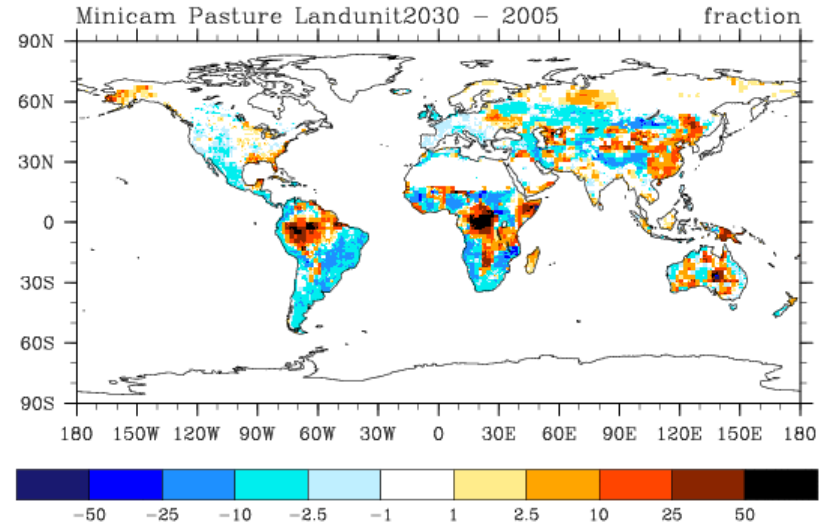 Minicam Pasture Landunit2030 − 2005 fraction
90N
60N
30N
0
30S
60S
90S
180 150W 120W 90W 60W 30W 0 30E 60E 90E 120E 150E 180
−50 −25 −10 −2.5 −1 1 2.5 10 25 50